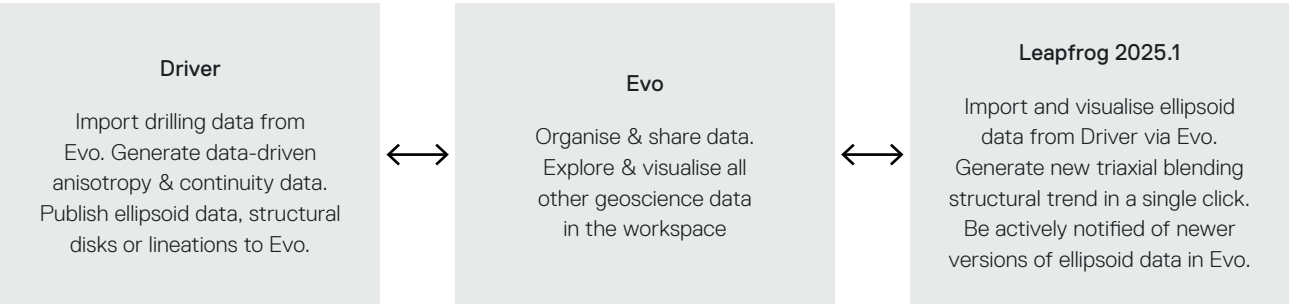 Driver
Import drilling data from
Evo. Generate data-driven
anisotropy & continuity data.
Publish ellipsoid data, structural
disks or lineations to Evo.
Evo
Organise & share data.
Explore & visualise all
other geoscience data
in the workspace
Leapfrog 2025.1
Import and visualise ellipsoid
data from Driver via Evo.
Generate new triaxial blending
structural trend in a single click.
Be actively notified of newer
versions of ellipsoid data in Evo.